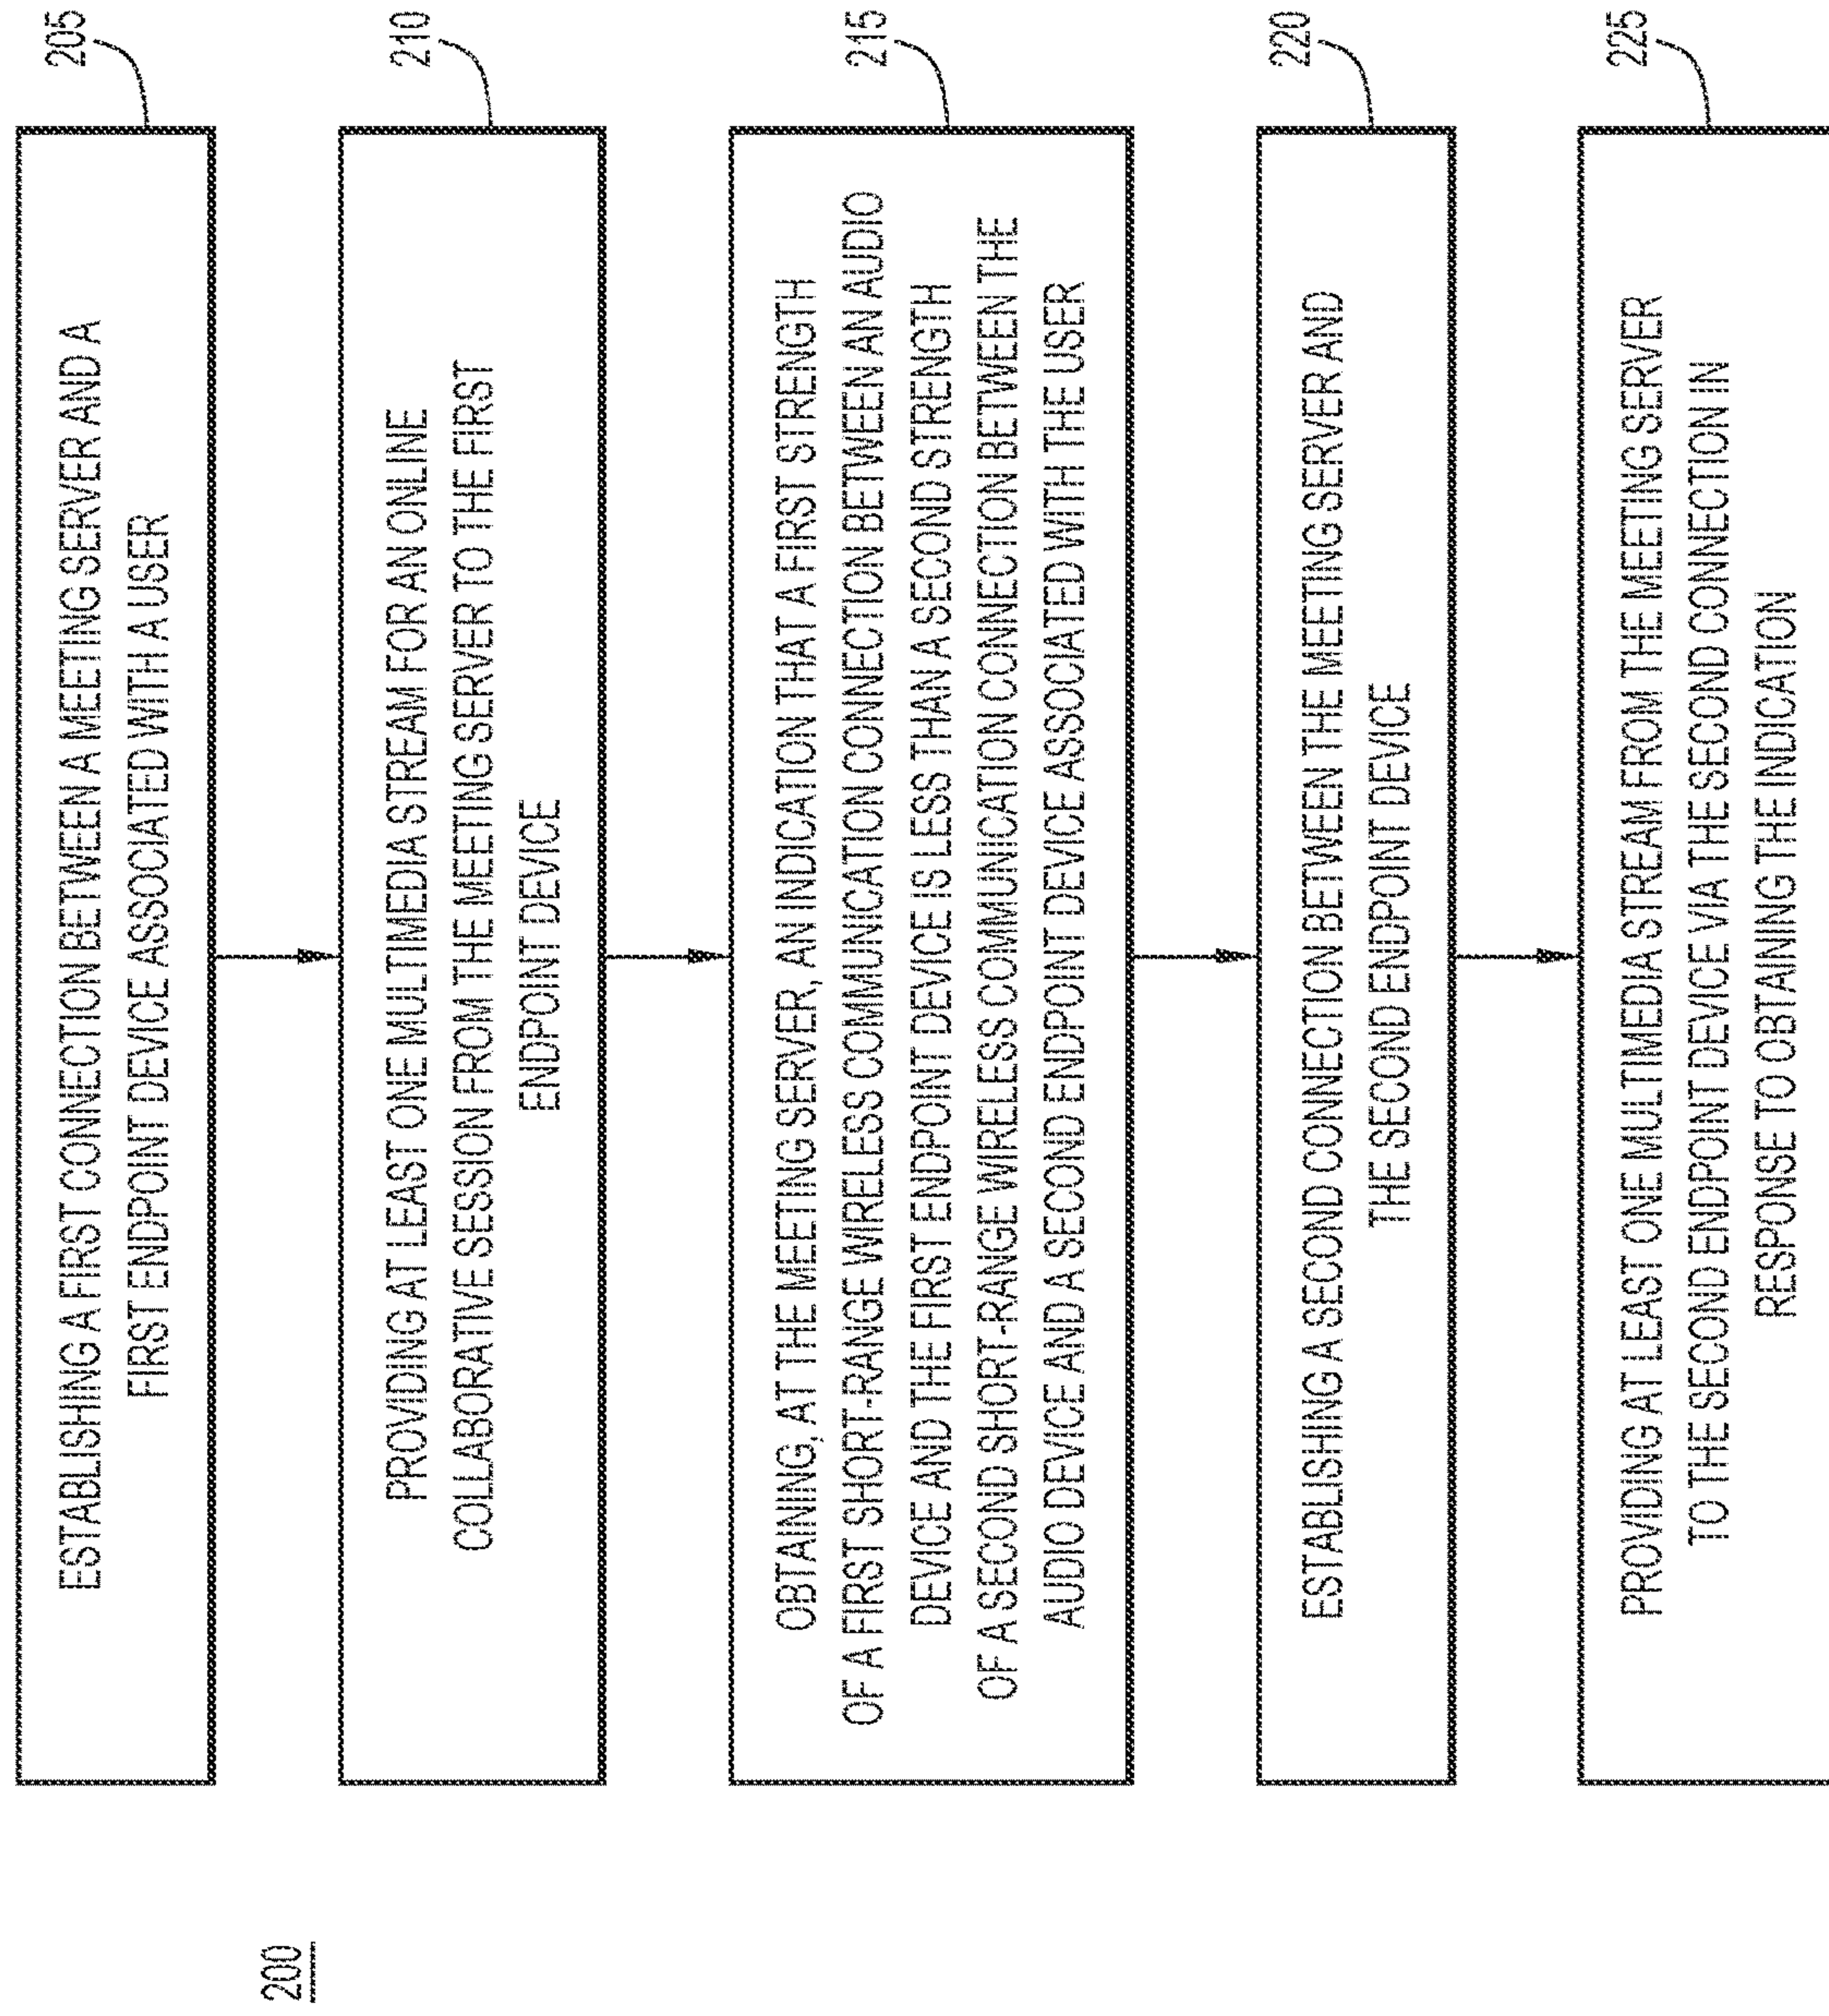 200
ESTABLISHING A FIRST CONNECTION BETWEEN A MEETING SERVER AND A
FIRST ENDPOINT DEVICE ASSOCIATED WITH A USER
205
PROVIDING AT LEAST ONE MULTIMEDIA STREAM FOR AN ONLINE
COLLABORATIVE SESSION FROM THE MEETING SERVER TO THE FIRST
ENDPOINT DEVICE
210
OBTAINING, AT THE MEETING SERVER, AN INDICATION THAT A FIRST STRENGTH
OF A FIRST SHORT-RANGE WIRELESS COMMUNICATION CONNECTION BETWEEN AN AUDIO
DEVICE AND THE FIRST ENDPOINT DEVICE IS LESS THAN A SECOND STRENGTH
OF A SECOND SHORT-RANGE WIRELESS COMMUNICATION CONNECTION BETWEEN THE
AUDIO DEVICE AND A SECOND ENDPOINT DEVICE ASSOCIATED WITH THE USER
215
ESTABLISHING A SECOND CONNECTION BETWEEN THE MEETING SERVER AND
THE SECOND ENDPOINT DEVICE
220
PROVIDING AT LEAST ONE MULTIMEDIA STREAM FROM THE MEETING SERVER
TO THE SECOND ENDPOINT DEVICE VIA THE SECOND CONNECTION IN
RESPONSE TO OBTAINING THE INDICATION
225